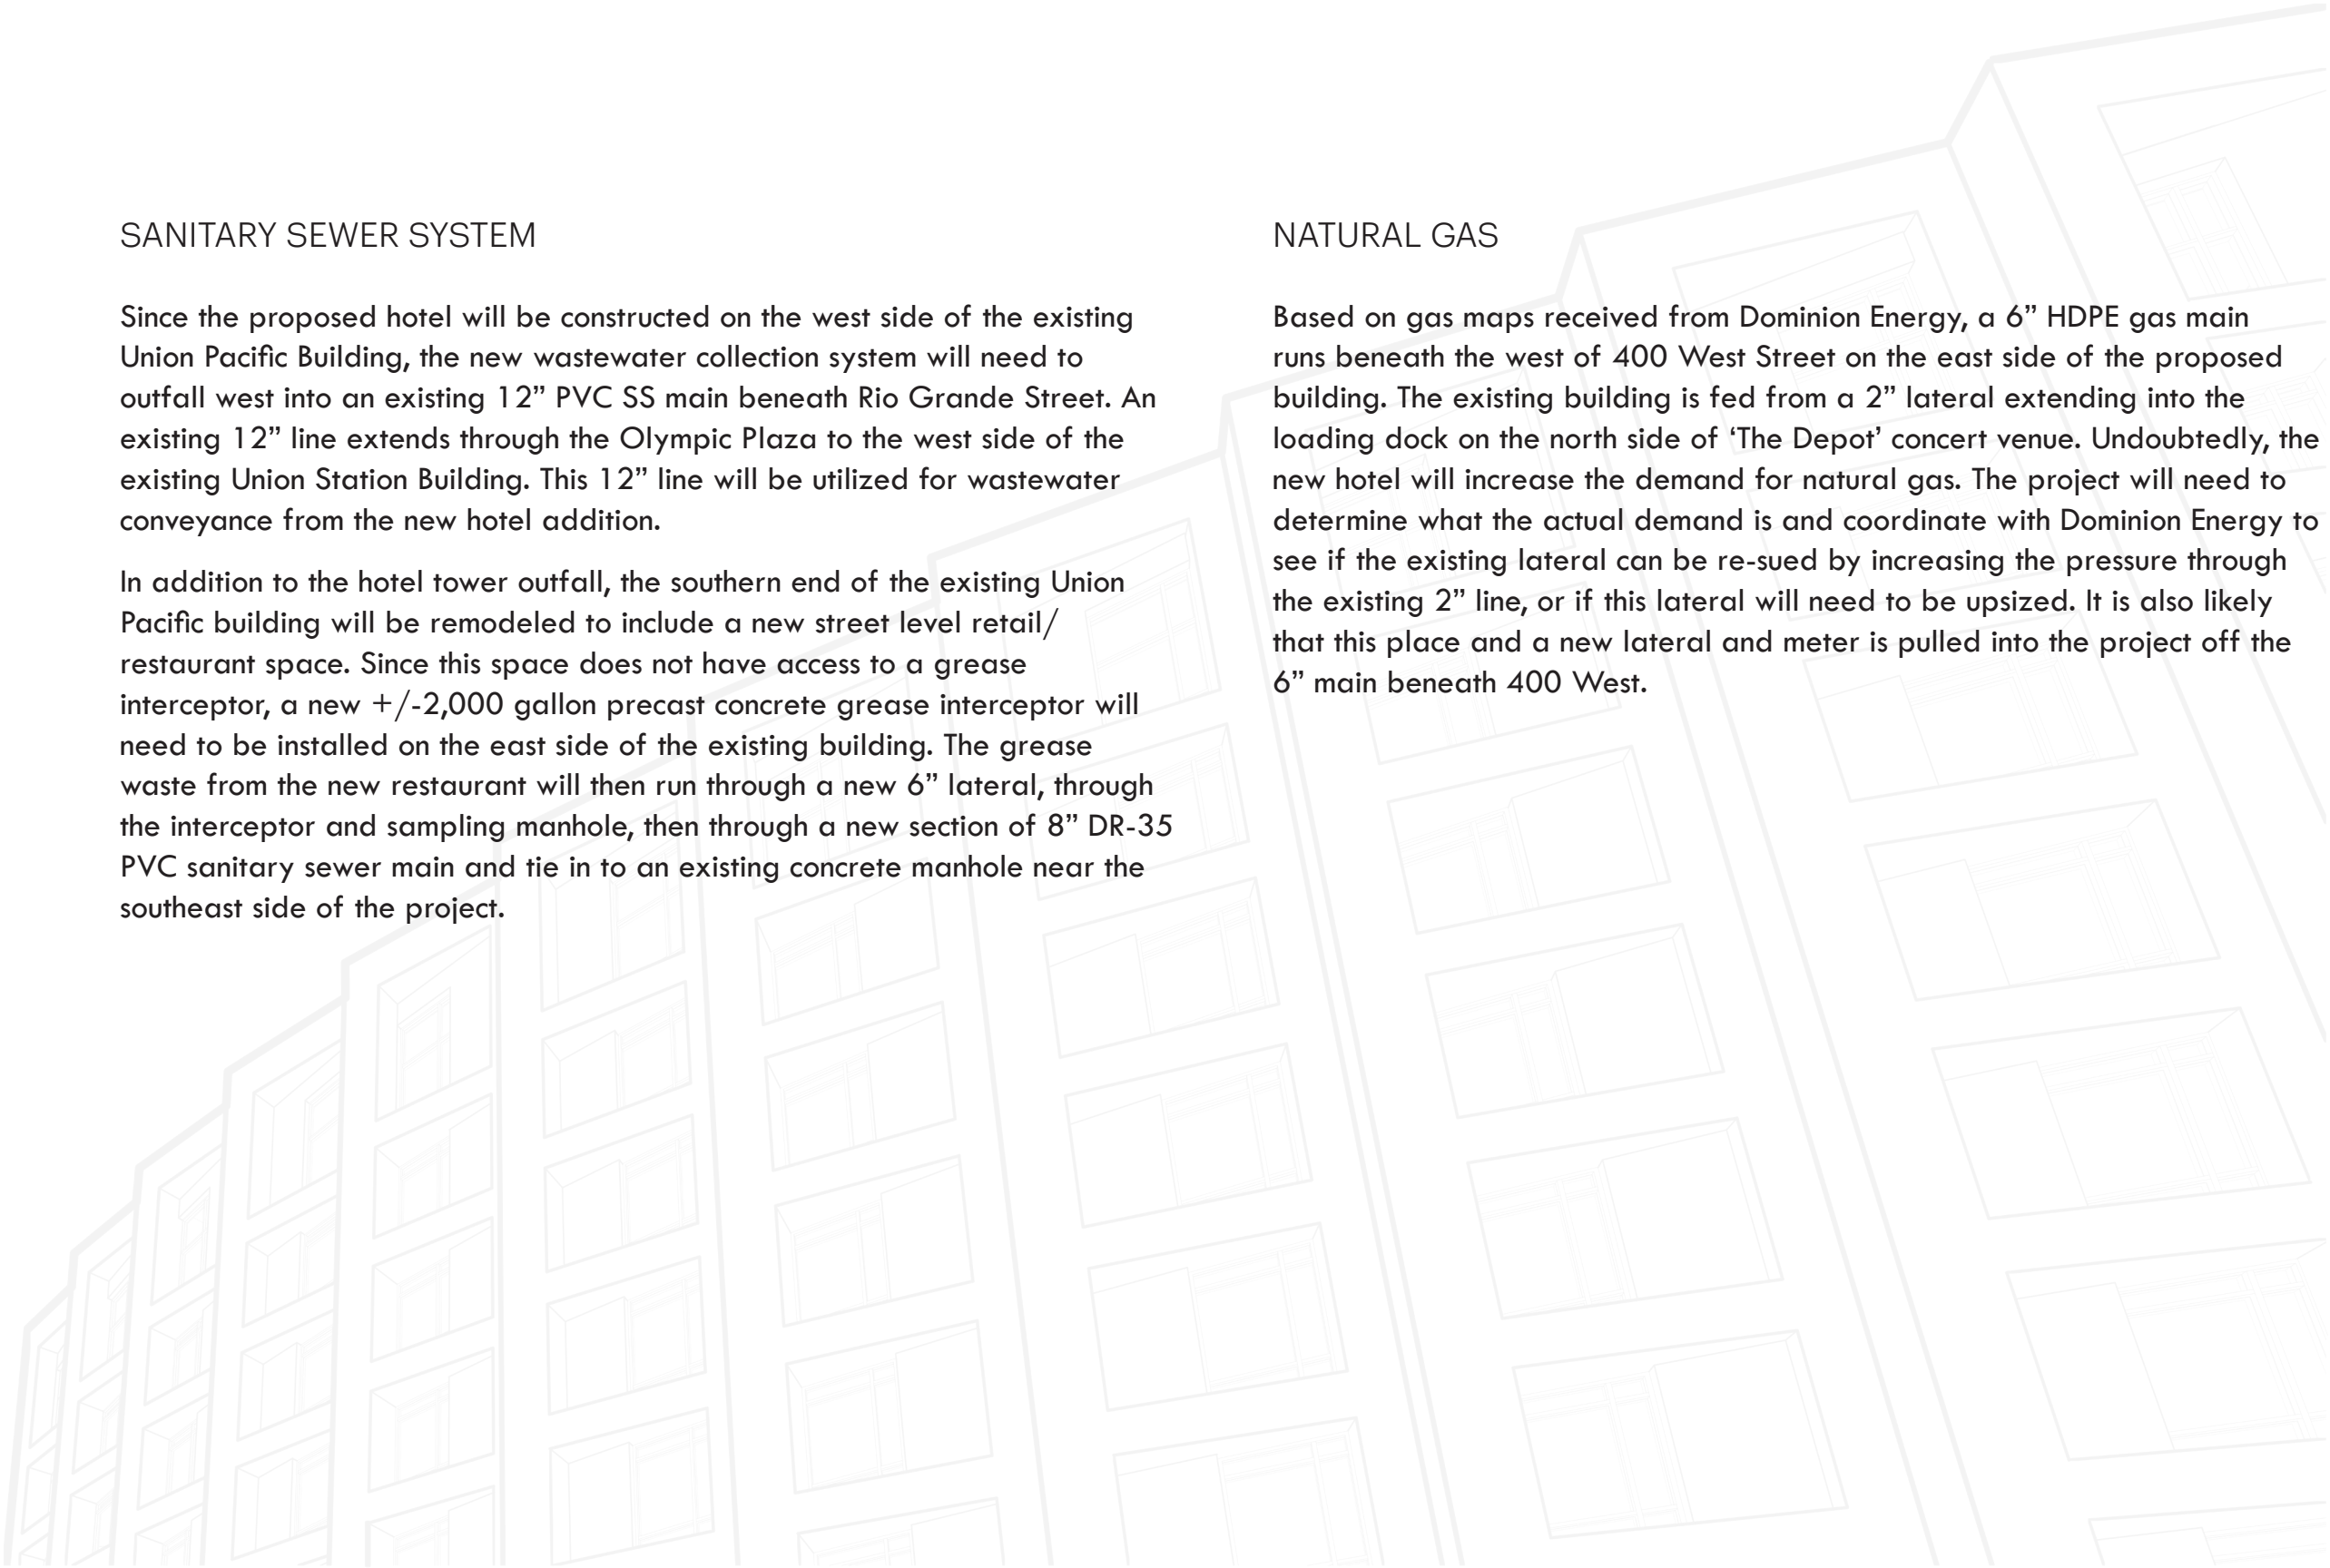 SANITARY SEWER SYSTEM
Since the proposed hotel will be constructed on the west side of the existing
Union Pacific Building, the new wastewater collection system will need to
outfall west into an existing 12” PVC SS main beneath Rio Grande Street. An
existing 12” line extends through the Olympic Plaza to the west side of the
existing Union Station Building. This 12” line will be utilized for wastewater
conveyance from the new hotel addition.
In addition to the hotel tower outfall, the southern end of the existing Union
Pacific building will be remodeled to include a new street level retail/
restaurant space. Since this space does not have access to a grease
interceptor, a new +/-2,000 gallon precast concrete grease interceptor will
need to be installed on the east side of the existing building. The grease
waste from the new restaurant will then run through a new 6” lateral, through
the interceptor and sampling manhole, then through a new section of 8” DR-35
PVC sanitary sewer main and tie in to an existing concrete manhole near the
southeast side of the project.
NATURAL GAS
Based on gas maps received from Dominion Energy, a 6” HDPE gas main
runs beneath the west of 400 West Street on the east side of the proposed
building. The existing building is fed from a 2” lateral extending into the
loading dock on the north side of ‘The Depot’ concert venue. Undoubtedly, the
new hotel will increase the demand for natural gas. The project will need to
determine what the actual demand is and coordinate with Dominion Energy to
see if the existing lateral can be re-sued by increasing the pressure through
the existing 2” line, or if this lateral will need to be upsized. It is also likely
that this place and a new lateral and meter is pulled into the project off the
6” main beneath 400 West.